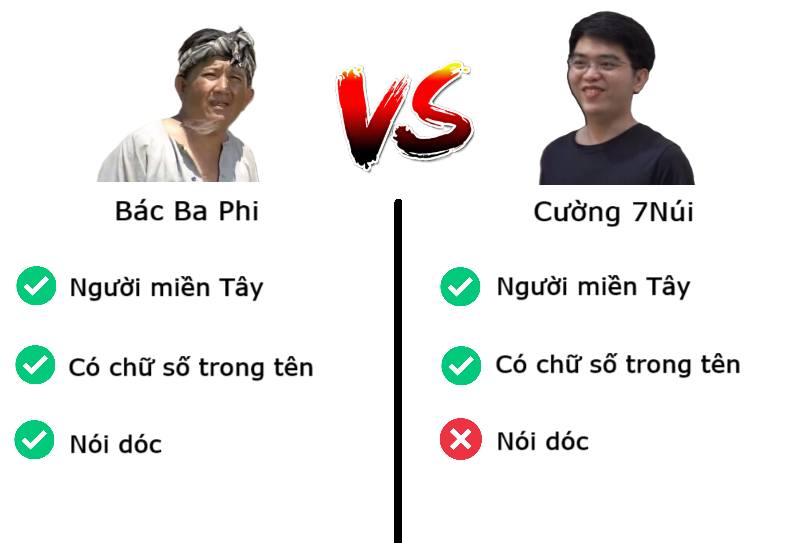 VS
Bác Ba Phi
Người miền Tây
Có chữ số trong tên
Nói dóc
Cường 7Núi
Người miền Tây
Có chữ số trong tên
Nói dóc